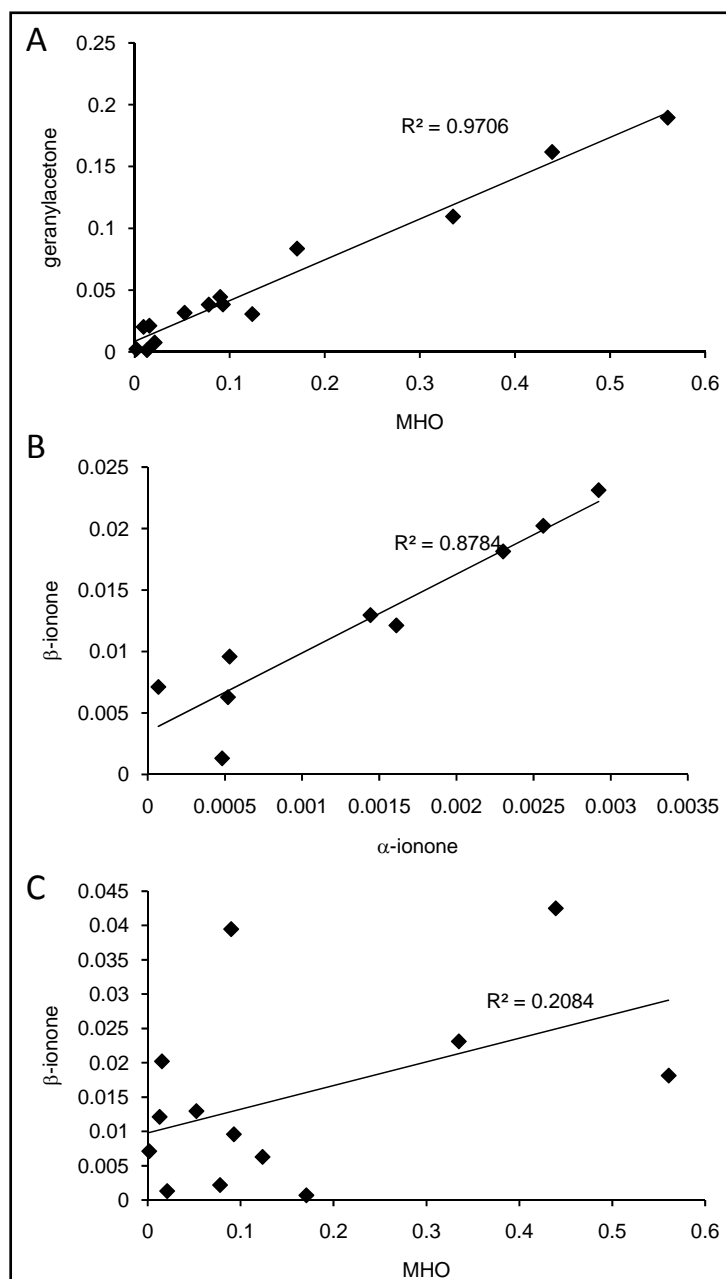 A
0.25
0.2
0.15
0.1
0.05
0
geranylacetone
R² = 0.9706
0 0.1 0.2 0.3 0.4 0.5 0.6
MHO
B
0.025
0.02
0.015
0.01
0.005
0
β-ionone
R² = 0.8784
0 0.0005 0.001 0.0015 0.002 0.0025 0.003 0.0035
α-ionone
C
0.045
0.04
0.035
0.03
0.025
0.02
0.015
0.01
0.005
0
β-ionone
R² = 0.2084
0 0.1 0.2 0.3 0.4 0.5 0.6
MHO